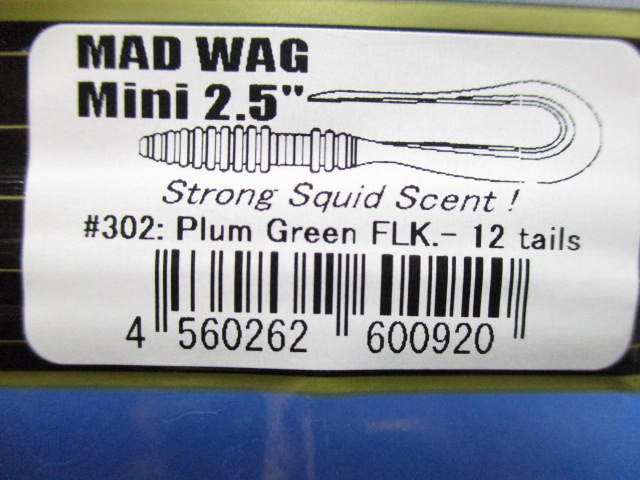 MAD WAG
Mini 2.5"
Strong Squid Scent !
#302: Plum Green FLK.- 12 tails
4 560262 600920